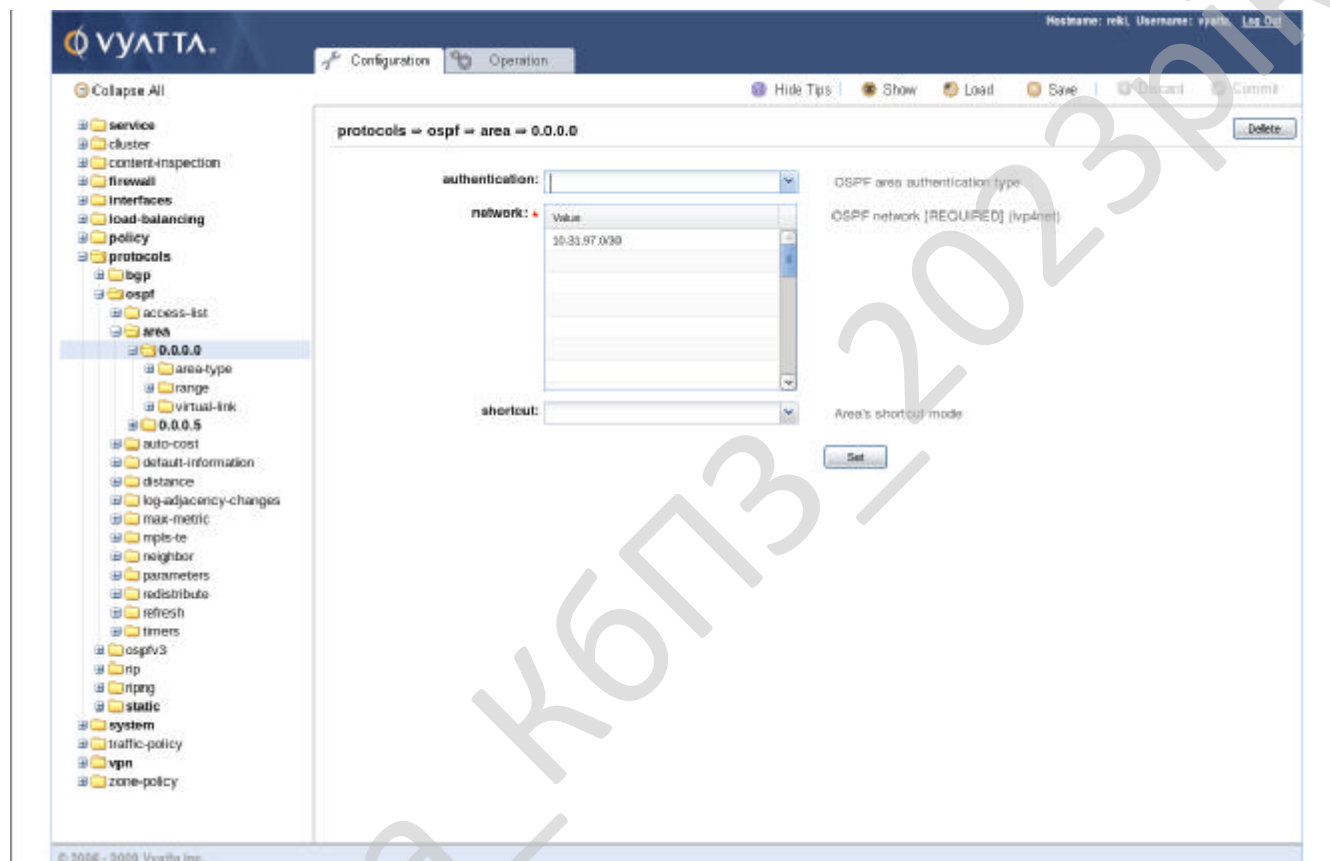 Hostname: reki, Username: vyatta, Log Out
VYATTA.
Configuration
Operation
Collapse All
Hide Tips
Show
Load
Save
Discard
Commit
service
cluster
content-inspection
firewall
interfaces
load-balancing
policy
protocols
bgp
ospf
access-list
area
0.0.0.0
area-type
range
virtual-link
0.0.0.5
auto-cost
default-information
distance
log-adjacency-changes
max-metric
mpls-te
neighbor
parameters
redistribute
refresh
timers
ospfv3
rip
ripng
static
system
traffic-policy
vpn
zone-policy
protocols ⇒ ospf ⇒ area ⇒ 0.0.0.0
Delete
authentication:
OSPF area authentication type
network: *
Value
OSPF network [REQUIRED] (ivp4net)
10.31.97.0/30
shortcut:
Area's shortcut mode
Set
а_КбПЗ_2023рік
© 2006 - 2009 Vyatta Inc.